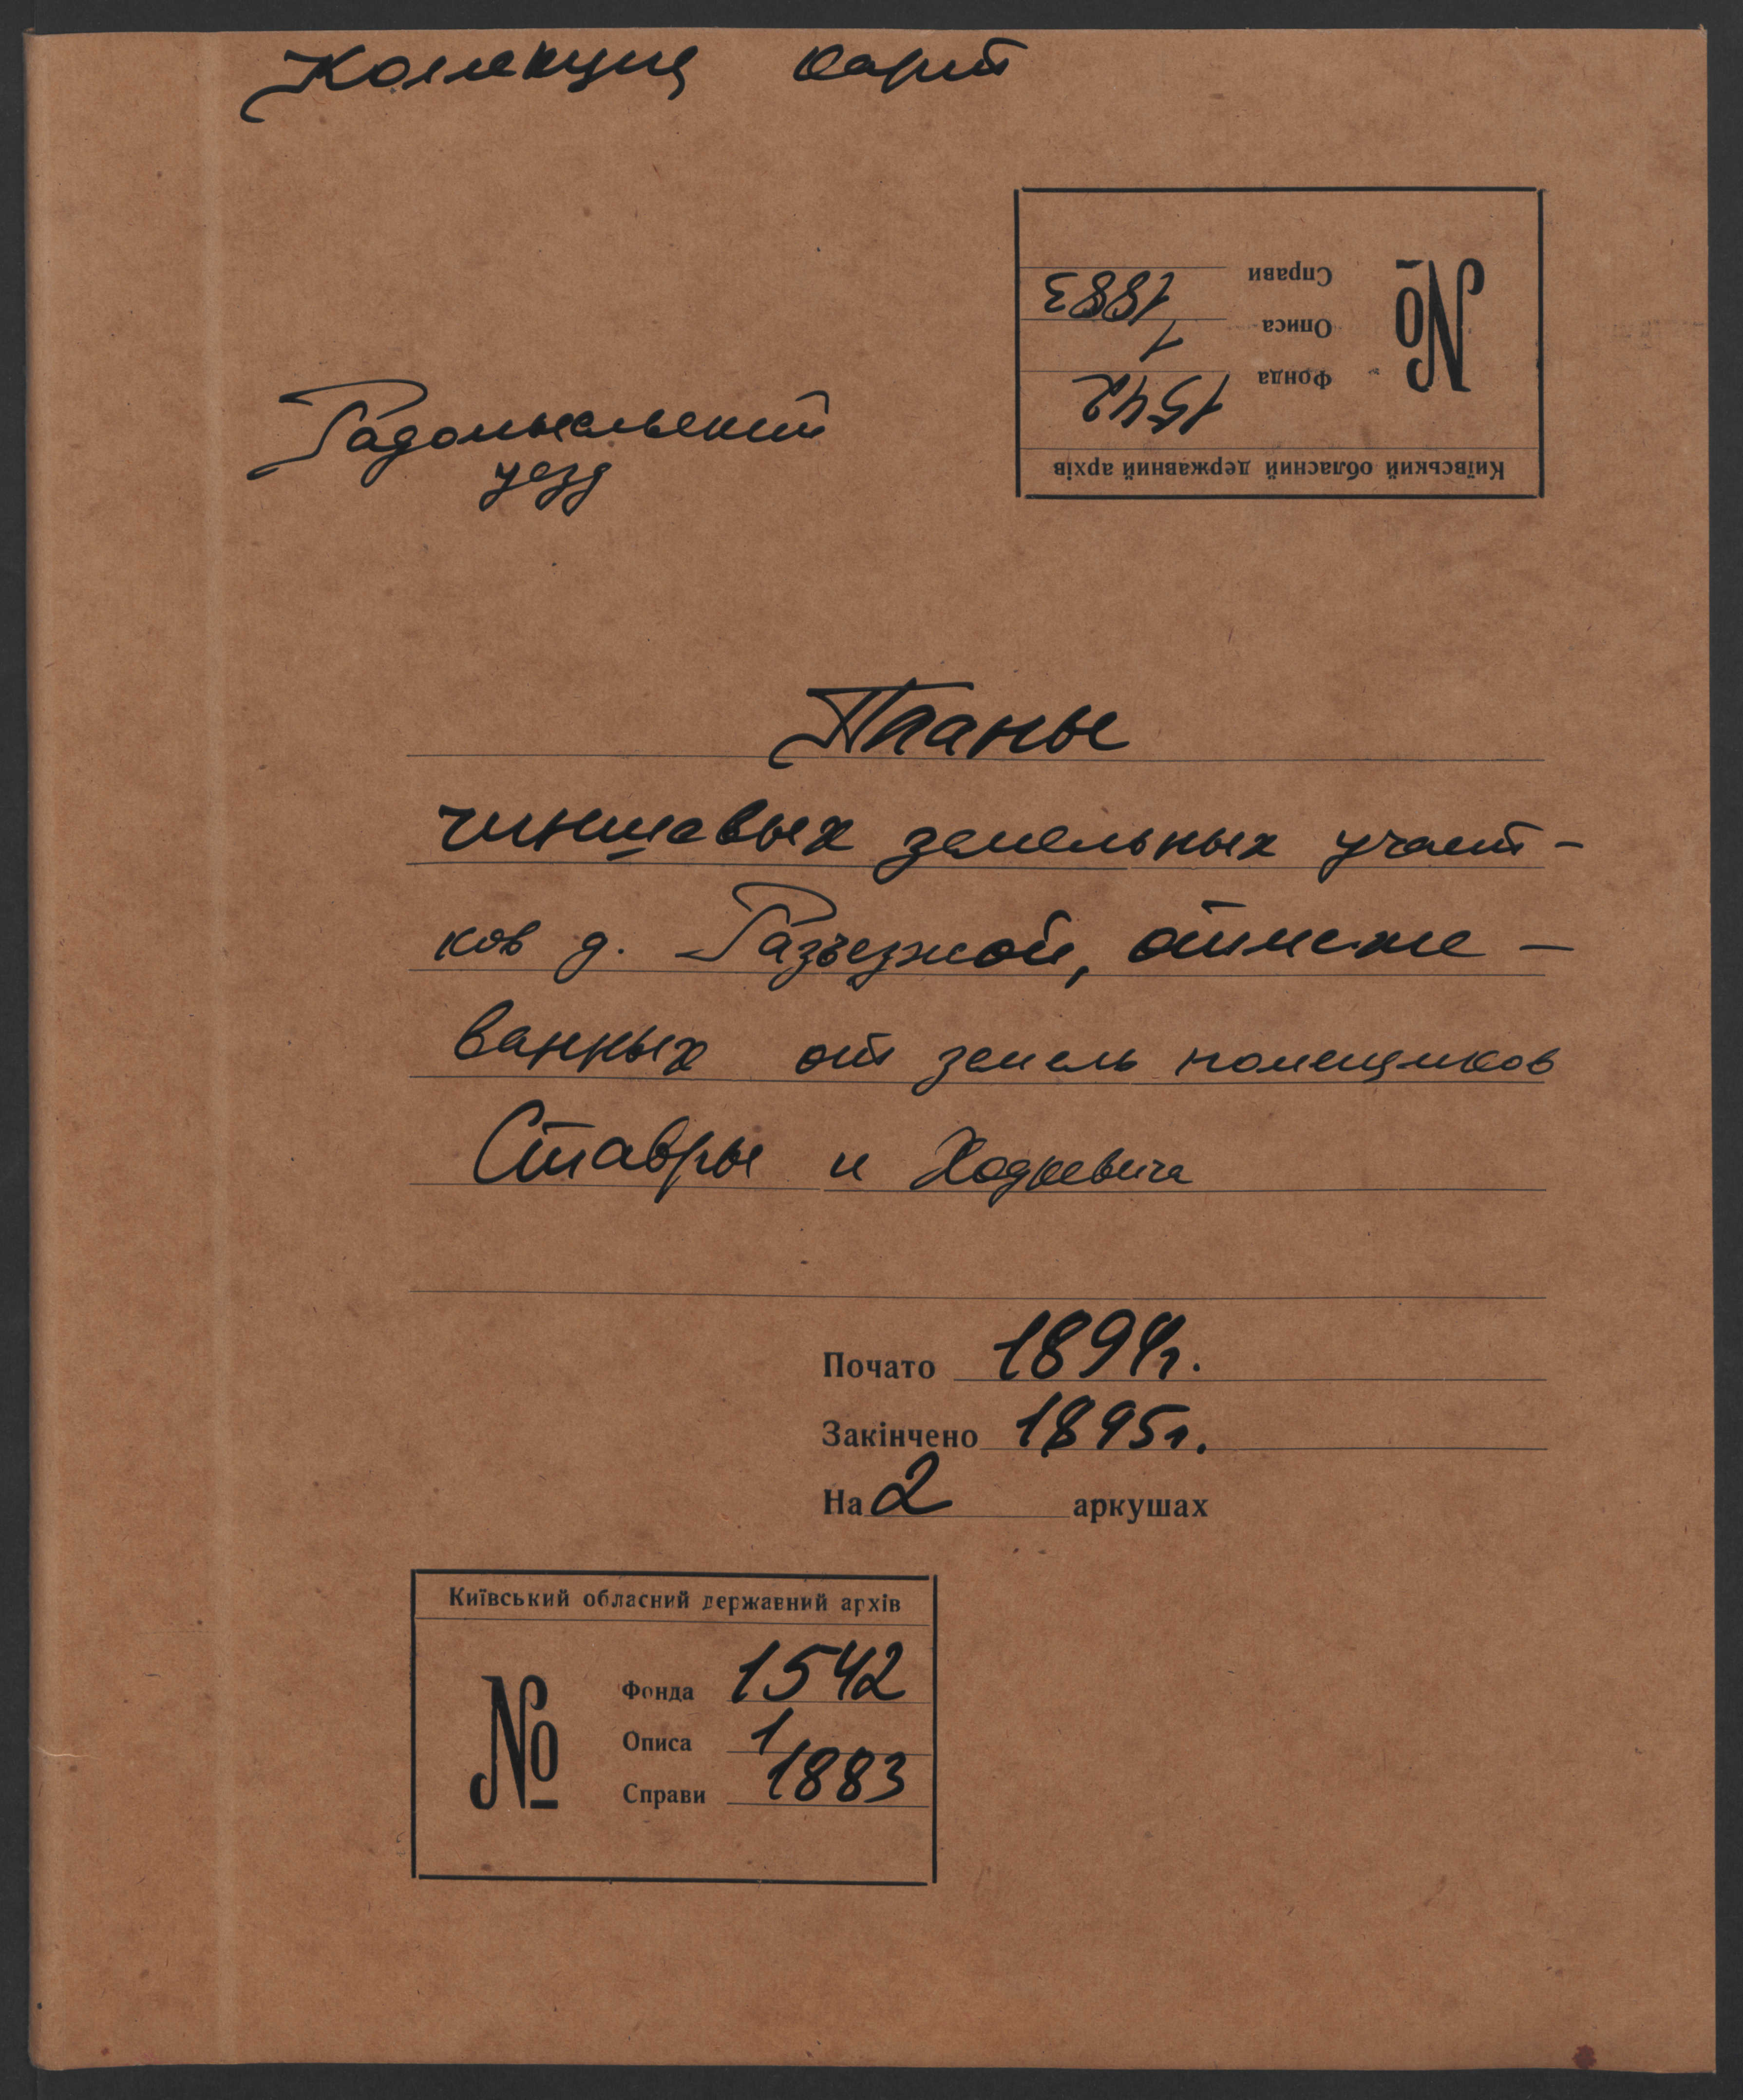 Коллекция карт
Київський обласний державний архів
№
Фонда 1542
Описа 1
Справи 1883
Радомысльский
уезд
Планы
чиншевых земельных участ-
ков д. Разъезжой, отмеже-
ванных от земель помещиков
Ставры и Ходкевича
Почато 1894г.
Закінчено 1895г.
На 2 аркушах
Київський обласний державний архів
№
Фонда 1542
Описа 1
Справи 1883